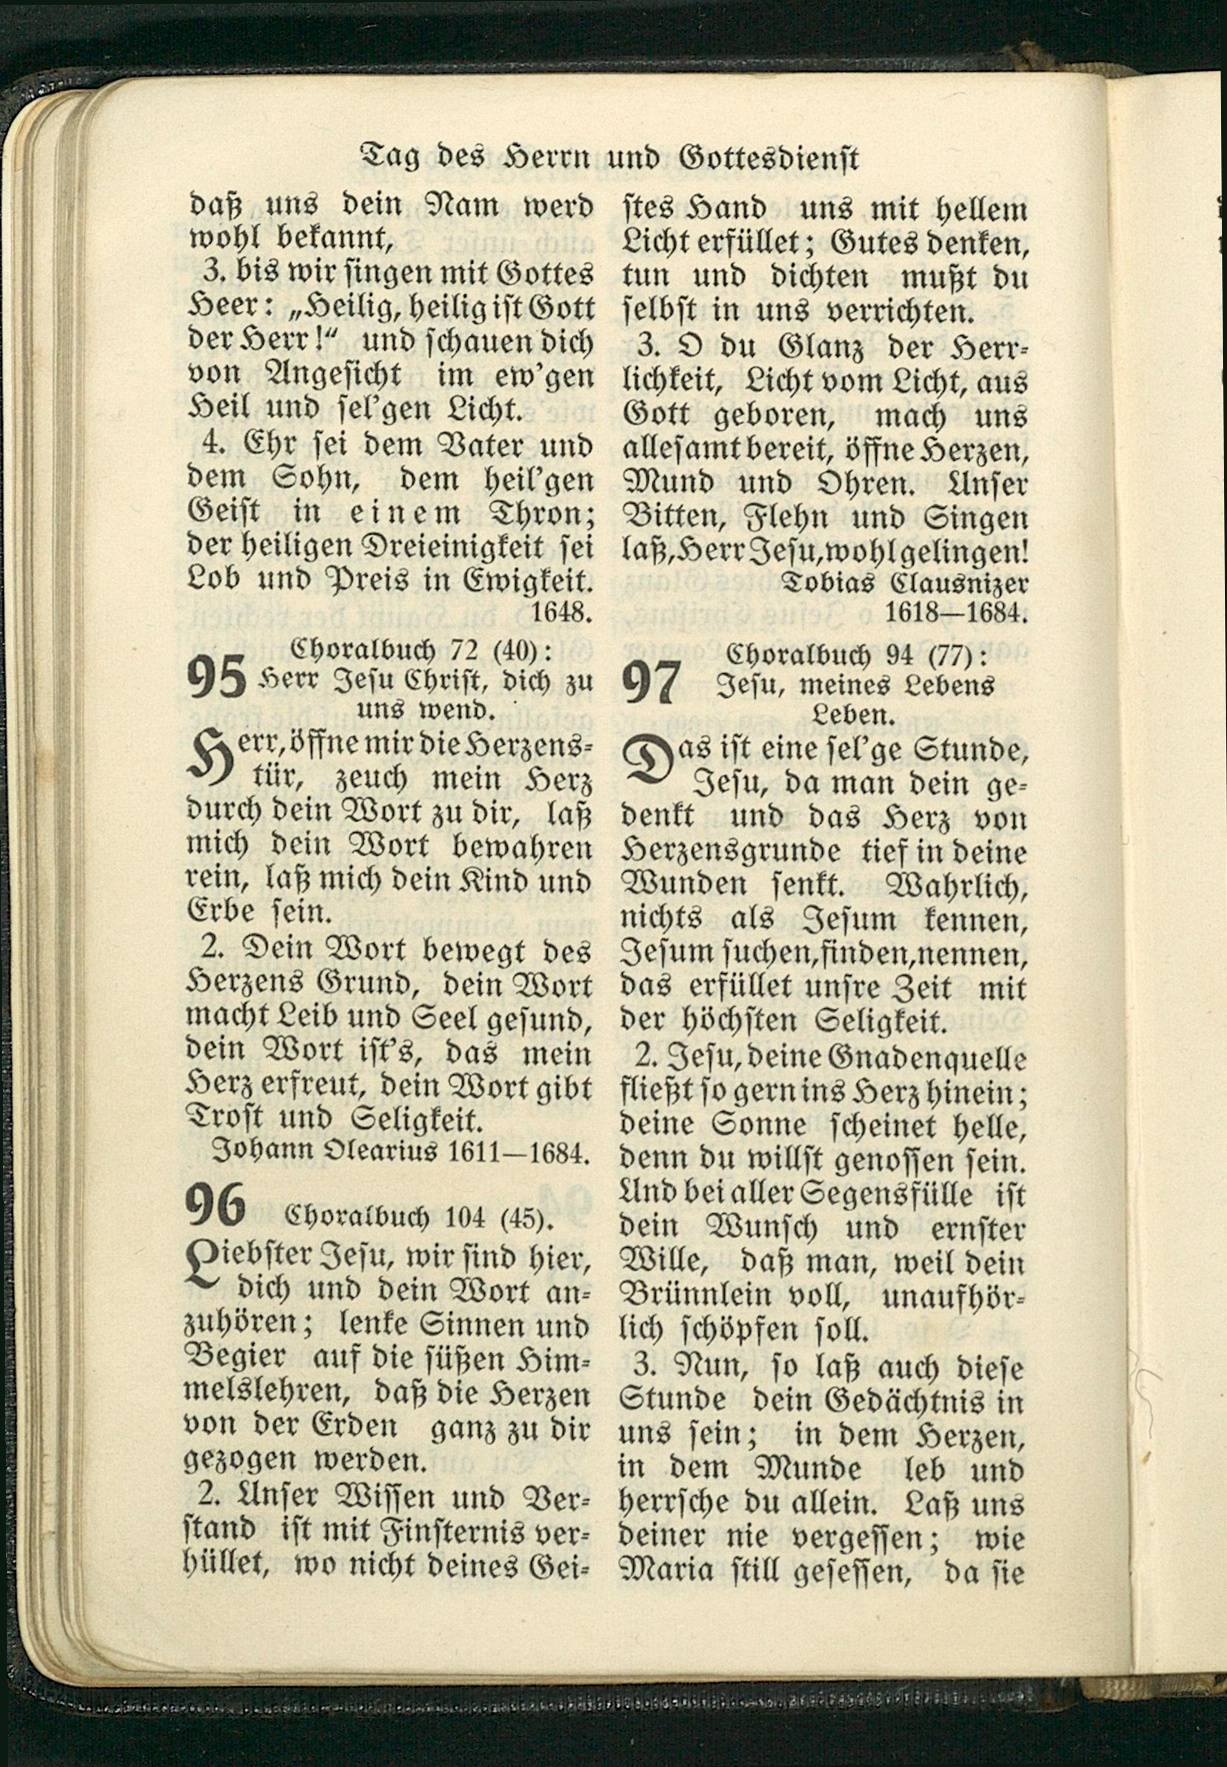 Tag des Herrn und Gottesdienst
daß uns dein Nam werd
wohl bekannt,
3. bis wir singen mit Gottes
Heer: „Heilig, heilig ist Gott
der Herr!“ und schauen dich
von Angesicht im ew'gen
Heil und sel'gen Licht.
4. Ehr sei dem Vater und
dem Sohn, dem heil'gen
Geist in einem Thron;
der heiligen Dreieinigkeit sei
Lob und Preis in Ewigkeit.
1648.
95 Choralbuch 72 (40):
Herr Jesu Christ, dich zu
uns wend.
Herr, öffne mir die Herzens-
tür, zeuch mein Herz
durch dein Wort zu dir, laß
mich dein Wort bewahren
rein, laß mich dein Kind und
Erbe sein.
2. Dein Wort bewegt des
Herzens Grund, dein Wort
macht Leib und Seel gesund,
dein Wort ist's, das mein
Herz erfreut, dein Wort gibt
Trost und Seligkeit.
Johann Olearius 1611—1684.
96 Choralbuch 104 (45).
Liebster Jesu, wir sind hier,
dich und dein Wort an-
zuhören; lenke Sinnen und
Begier auf die süßen Him-
melslehren, daß die Herzen
von der Erden ganz zu dir
gezogen werden.
2. Unser Wissen und Ver-
stand ist mit Finsternis ver-
hüllet, wo nicht deines Gei-
stes Hand uns mit hellem
Licht erfüllet; Gutes denken,
tun und dichten mußt du
selbst in uns verrichten.
3. O du Glanz der Herr-
lichkeit, Licht vom Licht, aus
Gott geboren, mach uns
allesamt bereit, öffne Herzen,
Mund und Ohren. Unser
Bitten, Flehn und Singen
laß, Herr Jesu, wohl gelingen!
Tobias Clausnizer
1618—1684.
97 Choralbuch 94 (77):
Jesu, meines Lebens
Leben.
Das ist eine sel'ge Stunde,
Jesu, da man dein ge-
denkt und das Herz von
Herzensgrunde tief in deine
Wunden senkt. Wahrlich,
nichts als Jesum kennen,
Jesum suchen, finden, nennen,
das erfüllet unsre Zeit mit
der höchsten Seligkeit.
2. Jesu, deine Gnadenquelle
fließt so gern ins Herz hinein;
deine Sonne scheinet helle,
denn du willst genossen sein.
Und bei aller Segensfülle ist
dein Wunsch und ernster
Wille, daß man, weil dein
Brünnlein voll, unaufhör-
lich schöpfen soll.
3. Nun, so laß auch diese
Stunde dein Gedächtnis in
uns sein; in dem Herzen,
in dem Munde leb und
herrsche du allein. Laß uns
deiner nie vergessen; wie
Maria still gesessen, da sie